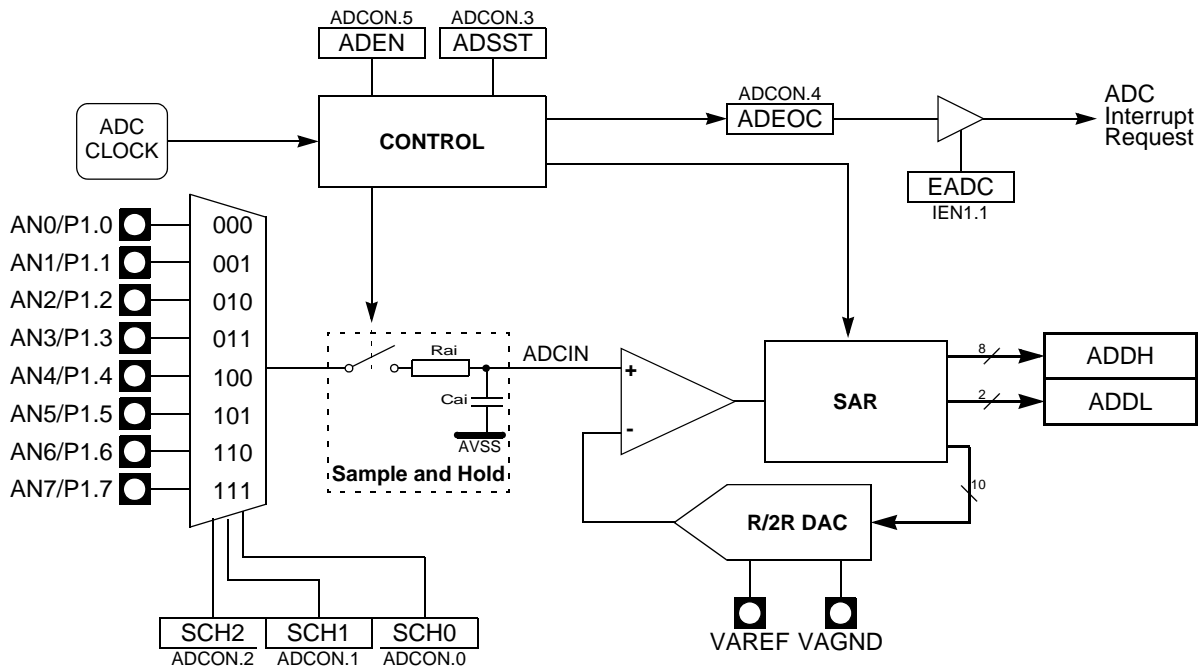 ADCON.5
ADEN
ADCON.3
ADSST
ADC
CLOCK
CONTROL
ADCON.4
ADEOC
ADC
Interrupt
Request
EADC
IEN1.1
AN0/P1.0
000
AN1/P1.1
001
AN2/P1.2
010
AN3/P1.3
011
AN4/P1.4
100
AN5/P1.5
101
AN6/P1.6
110
AN7/P1.7
111
Rai
Cai
AVSS
Sample and Hold
ADCIN
+
-
SAR
8
ADDH
2
ADDL
10
R/2R DAC
VAREF
VAGND
SCH2
SCH1
SCH0
ADCON.2
ADCON.1
ADCON.0